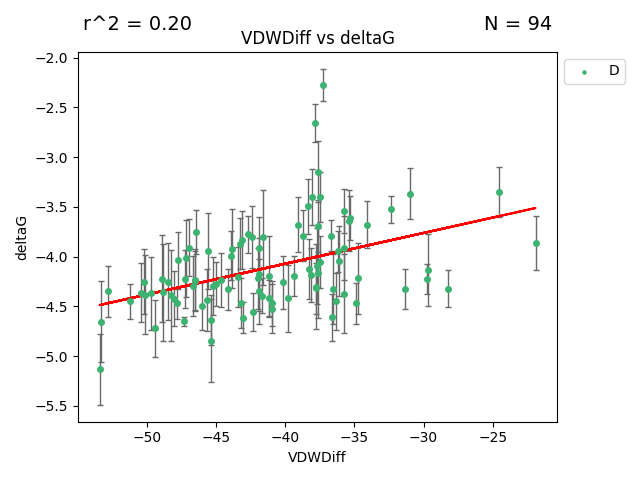 r^2 = 0.20
N = 94
VDWDiff vs deltaG
D
−2.0
−2.5
−3.0
−3.5
−4.0
−4.5
−5.0
−5.5
deltaG
−50 −45 −40 −35 −30 −25
VDWDiff